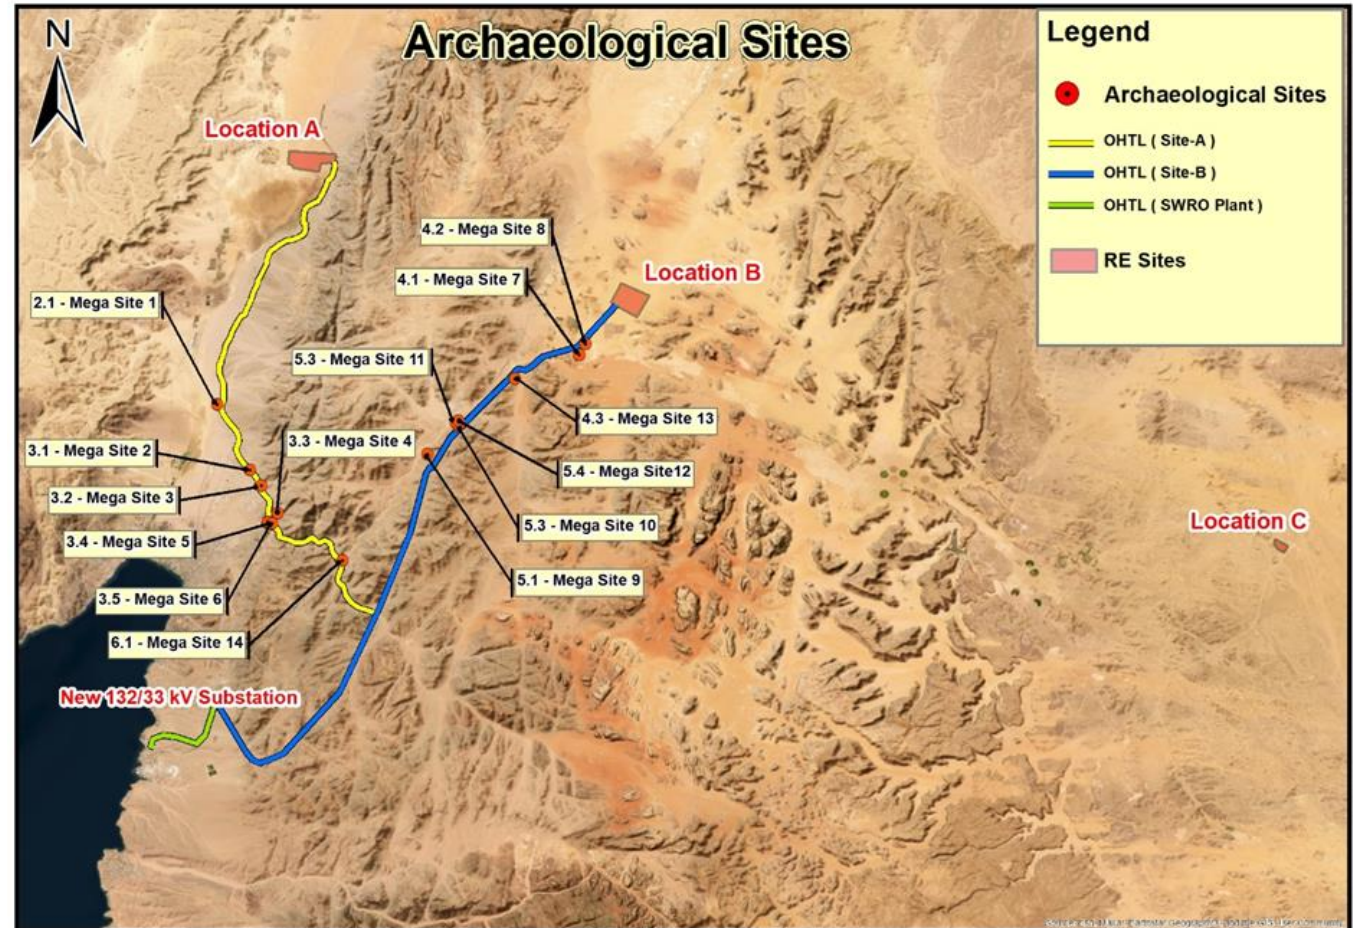 Archaeological Sites
N
Legend
Archaeological Sites
OHTL ( Site-A )
OHTL ( Site-B )
OHTL ( SWRO Plant )
RE Sites
Location A
4.2 - Mega Site 8
Location B
4.1 - Mega Site 7
2.1 - Mega Site 1
5.3 - Mega Site 11
4.3 - Mega Site 13
3.3 - Mega Site 4
3.1 - Mega Site 2
5.4 - Mega Site12
3.2 - Mega Site 3
5.3 - Mega Site 10
Location C
3.4 - Mega Site 5
5.1 - Mega Site 9
3.5 - Mega Site 6
6.1 - Mega Site 14
New 132/33 kV Substation